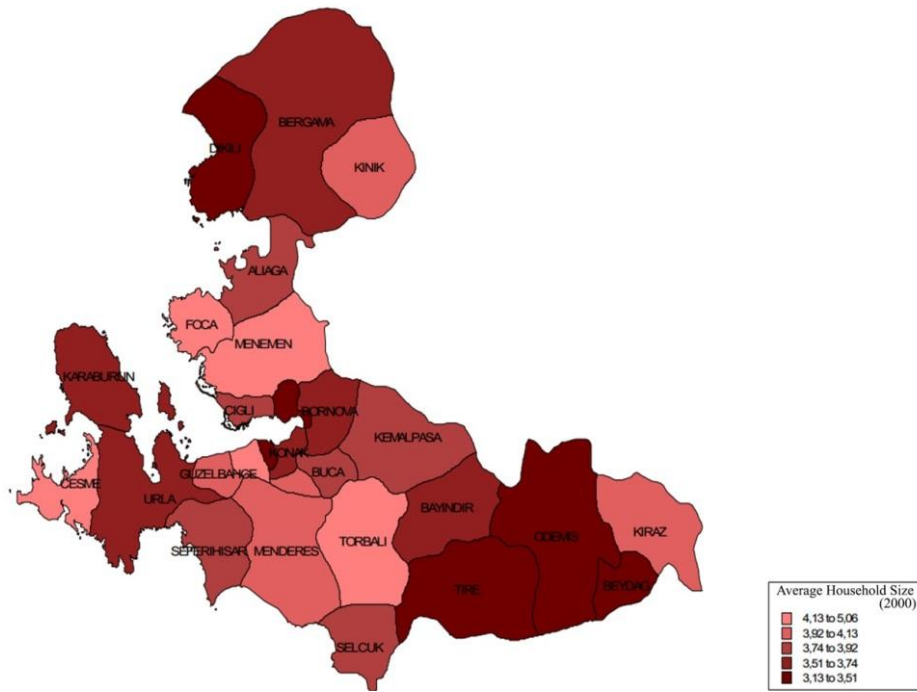 BERGAMA
DIKILI
KINIK
ALIAGA
FOCA
MENEMEN
KARABURUN
CIGLI
BORNOVA
KEMALPASA
KONAK
GUZELBAHGE
BUCA
CESME
URLA
BAYINDIR
ODEMIS
KIRAZ
SEFERIHISAR
MENDERES
TORBALI
TIRE
BEYDAG
SELCUK
Average Household Size
(2000)
4,13 to 5,06
3,92 to 4,13
3,74 to 3,92
3,51 to 3,74
3,13 to 3,51